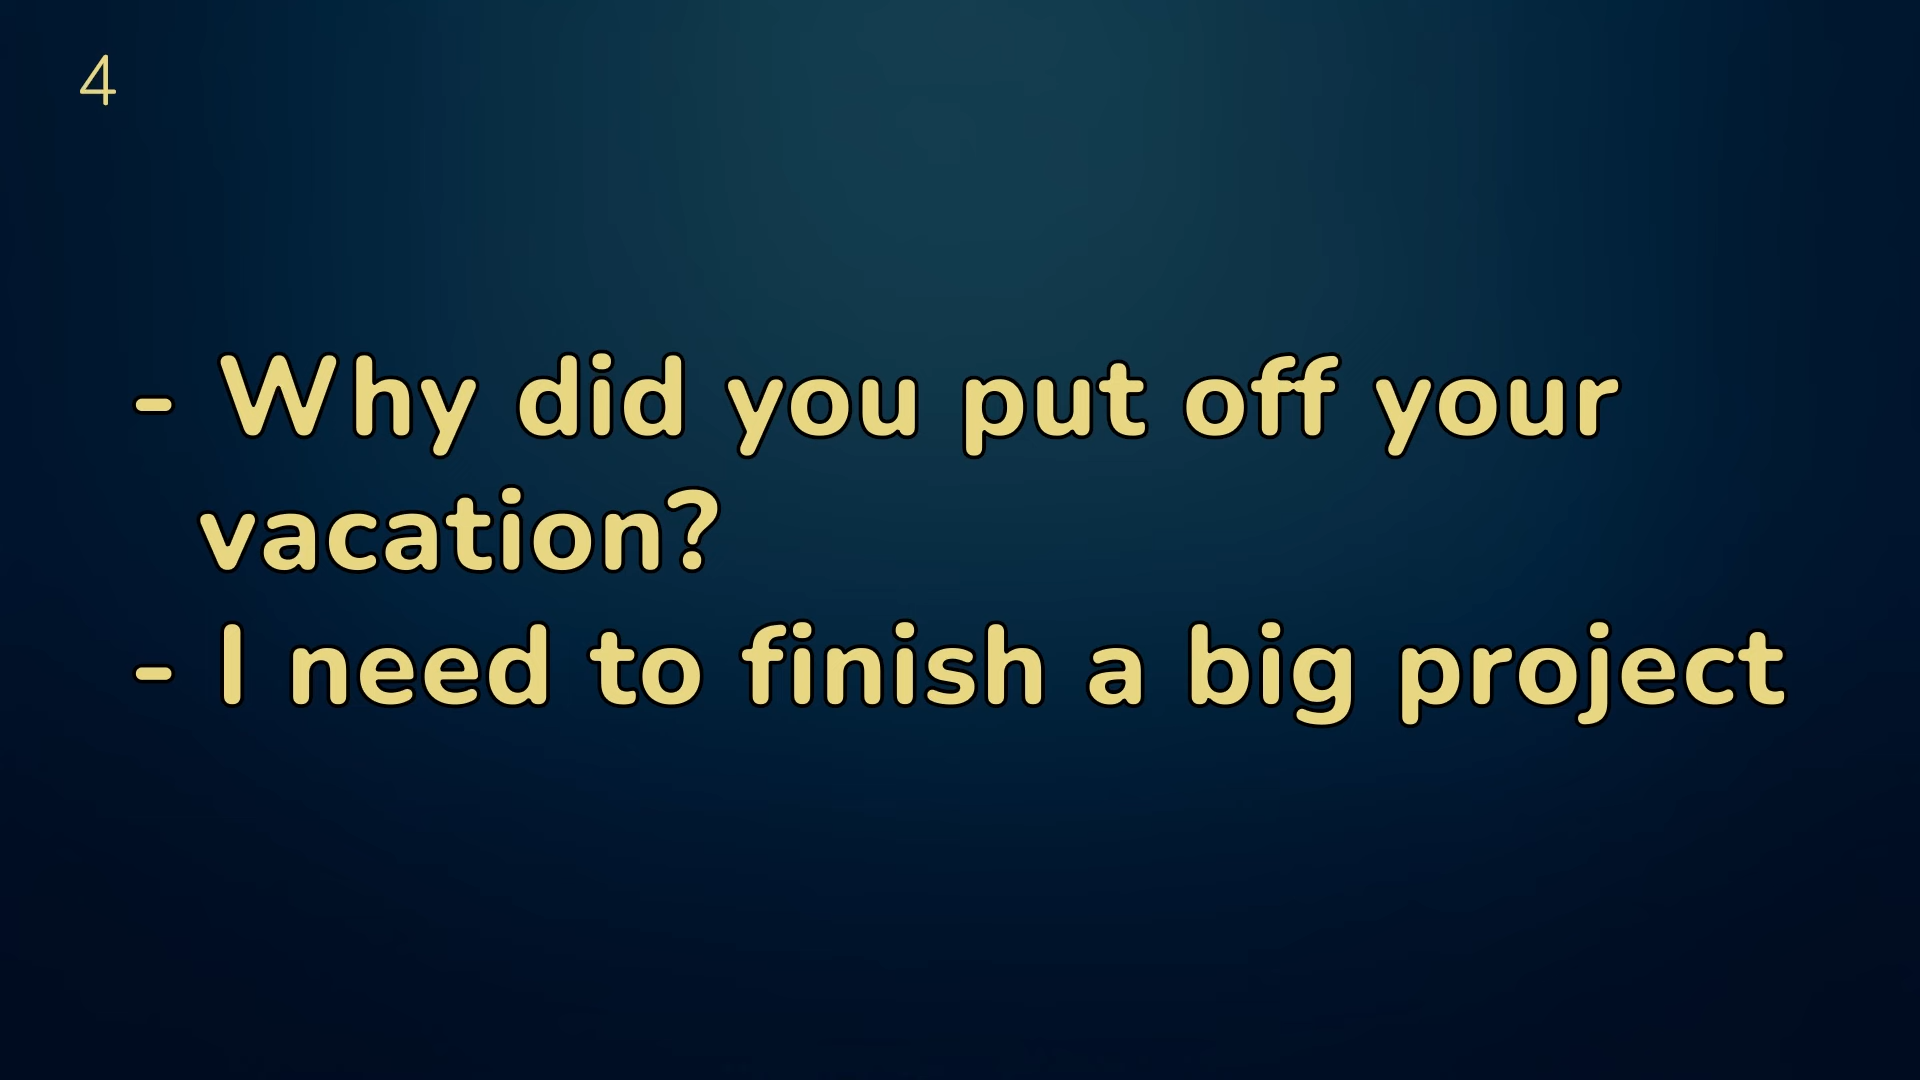 4
- Why did you put off your
vacation?
- I need to finish a big project